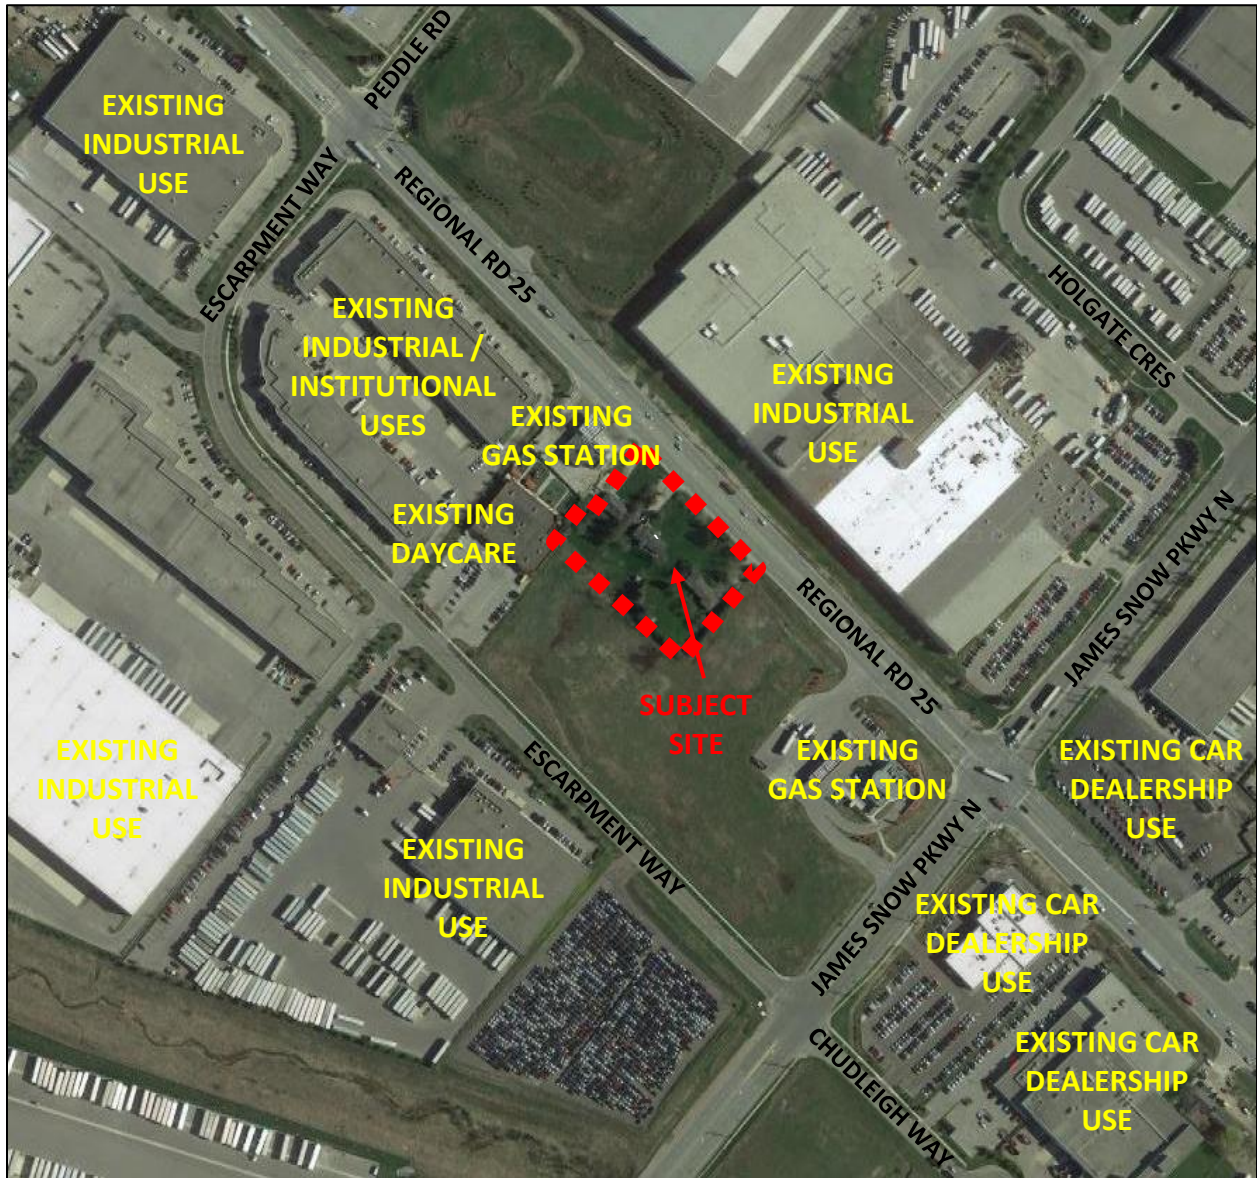 PEDDLE RD
EXISTING
INDUSTRIAL
USE
ESCARPMENT WAY
REGIONAL RD 25
HOLGATE CRES
EXISTING
INDUSTRIAL /
INSTITUTIONAL
USES
EXISTING
GAS STATION
EXISTING
INDUSTRIAL
USE
EXISTING
DAYCARE
JAMES SNOW PKWY N
REGIONAL RD 25
SUBJECT
SITE
EXISTING
INDUSTRIAL
USE
ESCARPMENT WAY
EXISTING
GAS STATION
EXISTING CAR
DEALERSHIP
USE
EXISTING
INDUSTRIAL
USE
JAMES SNOW PKWY N
EXISTING CAR
DEALERSHIP
USE
CHUDLEIGH WAY
EXISTING CAR
DEALERSHIP
USE